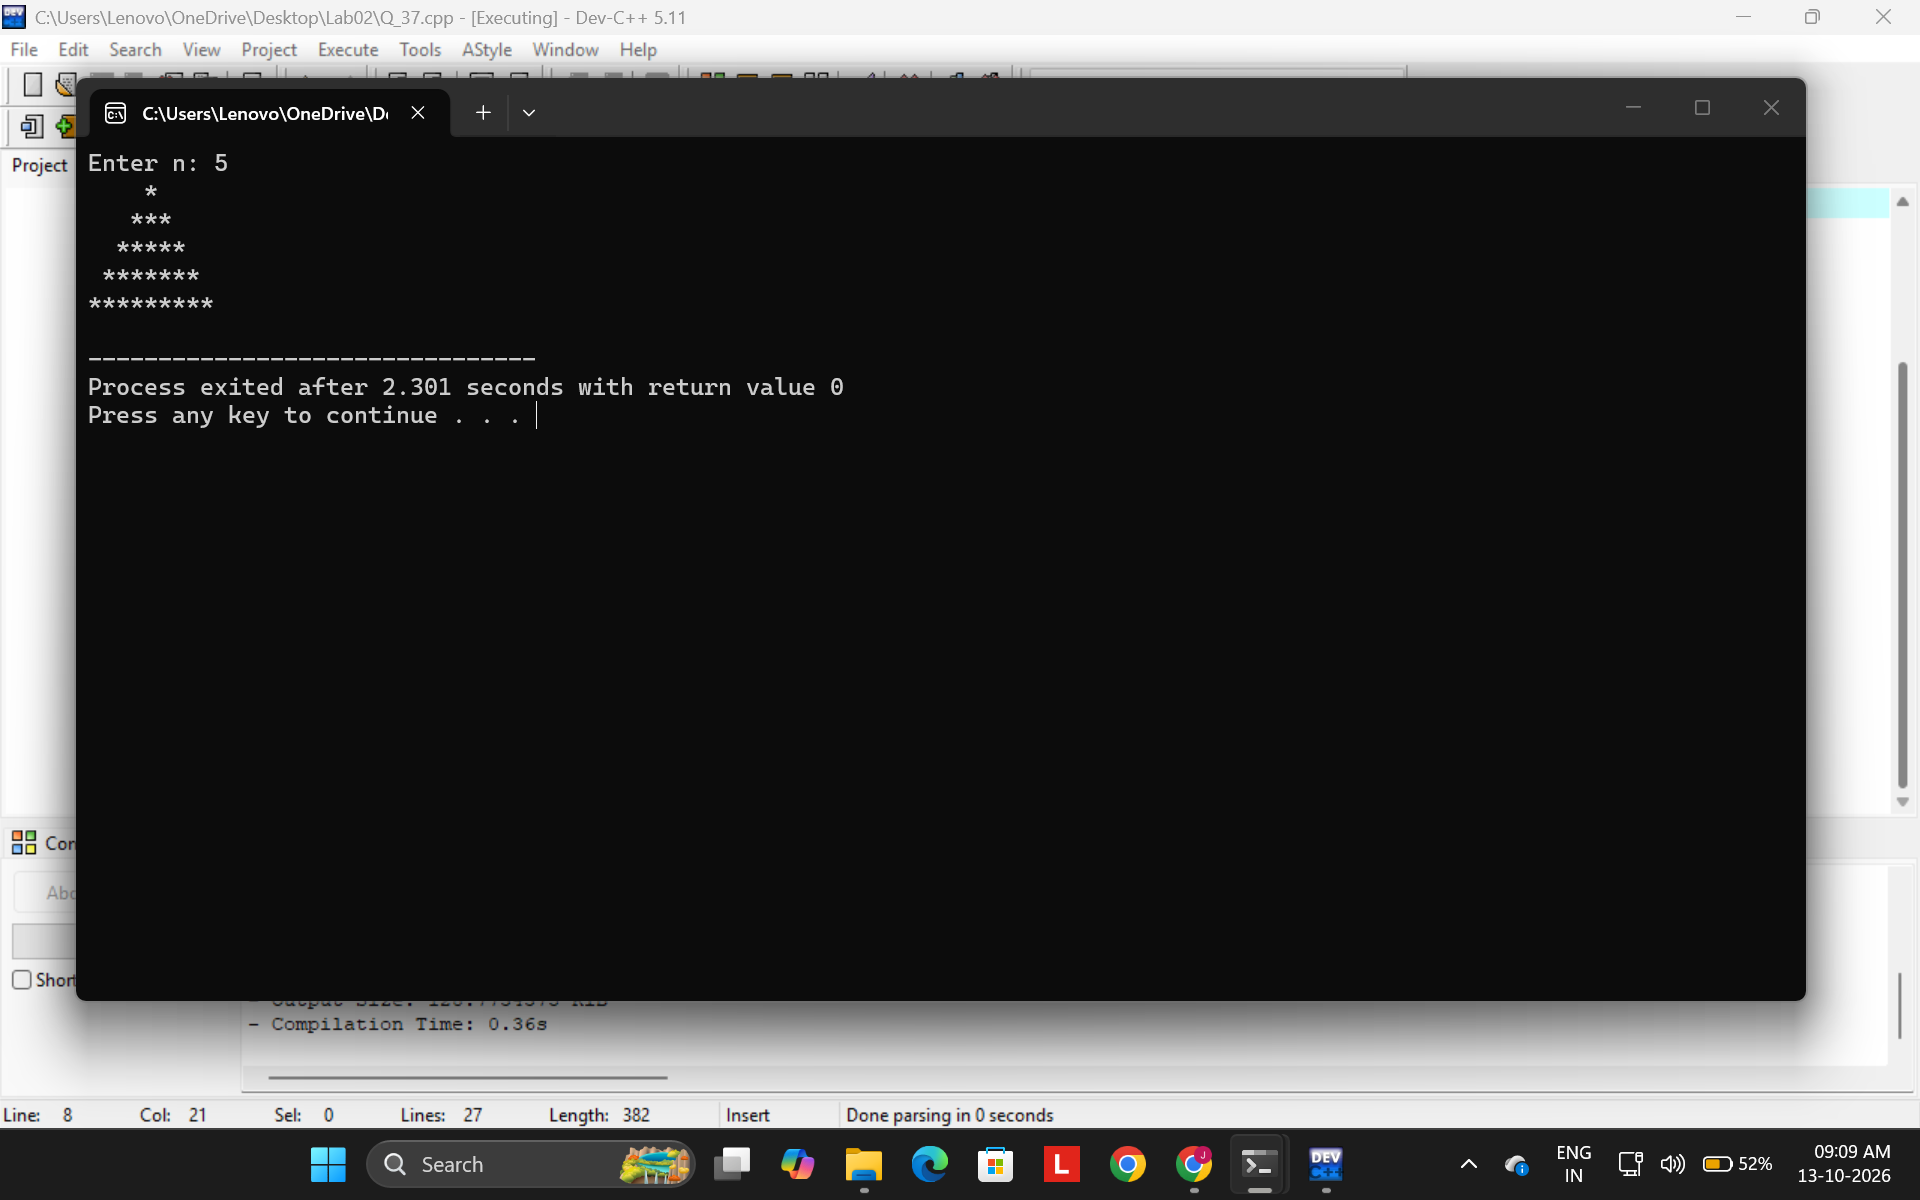 C:\Users\Lenovo\OneDrive\Desktop\Lab02\Q_37.cpp - [Executing] - Dev-C++ 5.11
File Edit Search View Project Execute Tools AStyle Window Help
C:\Users\Lenovo\OneDrive\De
Project
Enter n: 5
    *
   ***
  *****
 *******
*********
--------------------------------
Process exited after 2.301 seconds with return value 0
Press any key to continue . . .
- Compilation Time: 0.36s
Line: 8 Col: 21 Sel: 0 Lines: 27 Length: 382 Insert Done parsing in 0 seconds
Search
L
DEV
C++
ENG
IN
52%
09:09 AM
13-10-2026